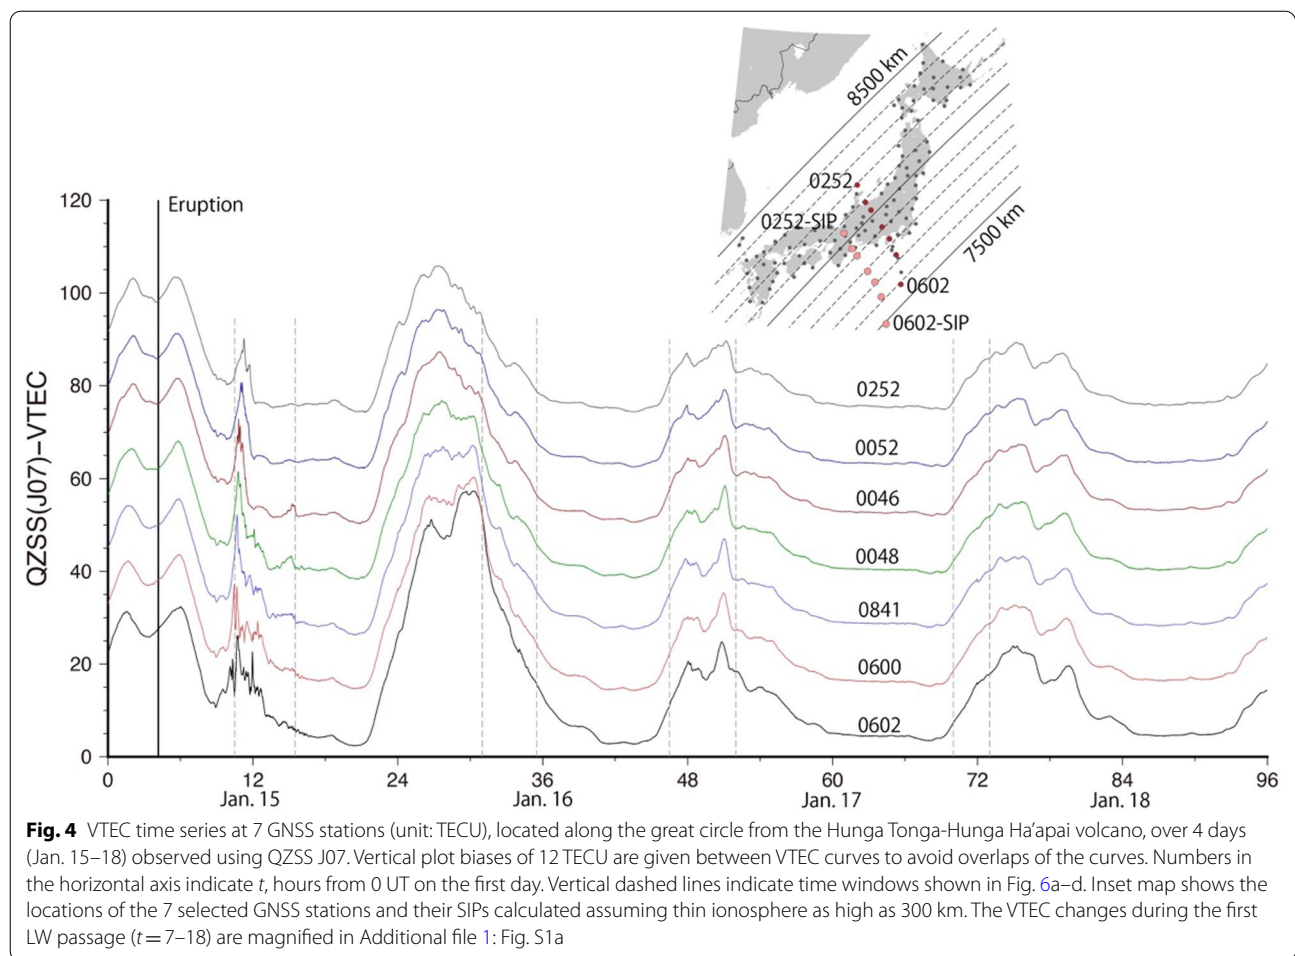 8500 km
0252
0252-SIP
7500 km
0602
0602-SIP
QZSS(J07)–VTEC
120
100
80
60
40
20
0
Eruption
0252
0052
0046
0048
0841
0600
0602
0 12 24 36 48 60 72 84 96
Jan. 15 Jan. 16 Jan. 17 Jan. 18
Fig. 4 VTEC time series at 7 GNSS stations (unit: TECU), located along the great circle from the Hunga Tonga-Hunga Ha'apai volcano, over 4 days
(Jan. 15–18) observed using QZSS J07. Vertical plot biases of 12 TECU are given between VTEC curves to avoid overlaps of the curves. Numbers in
the horizontal axis indicate t, hours from 0 UT on the first day. Vertical dashed lines indicate time windows shown in Fig. 6a–d. Inset map shows the
locations of the 7 selected GNSS stations and their SIPs calculated assuming thin ionosphere as high as 300 km. The VTEC changes during the first
LW passage (t = 7–18) are magnified in Additional file 1: Fig. S1a